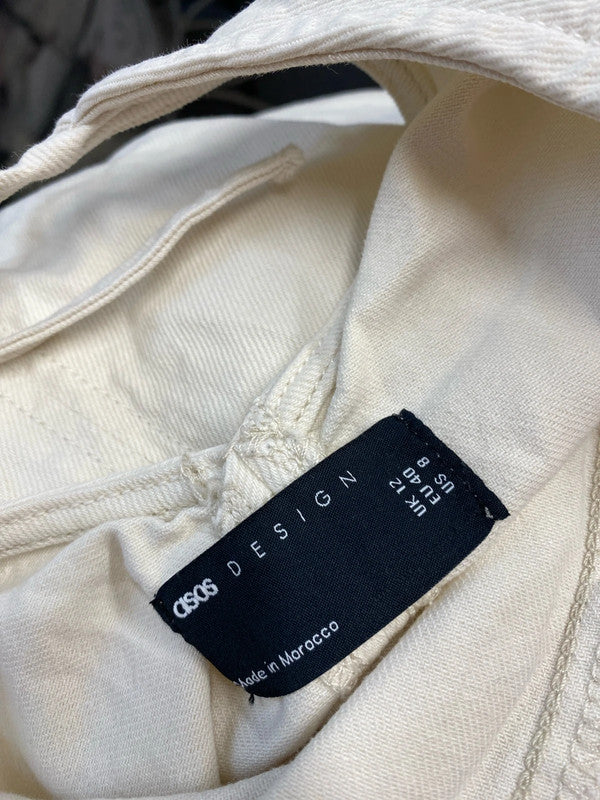 asos DESIGN
UK 12
EU 40
US 8
Made in Morocco